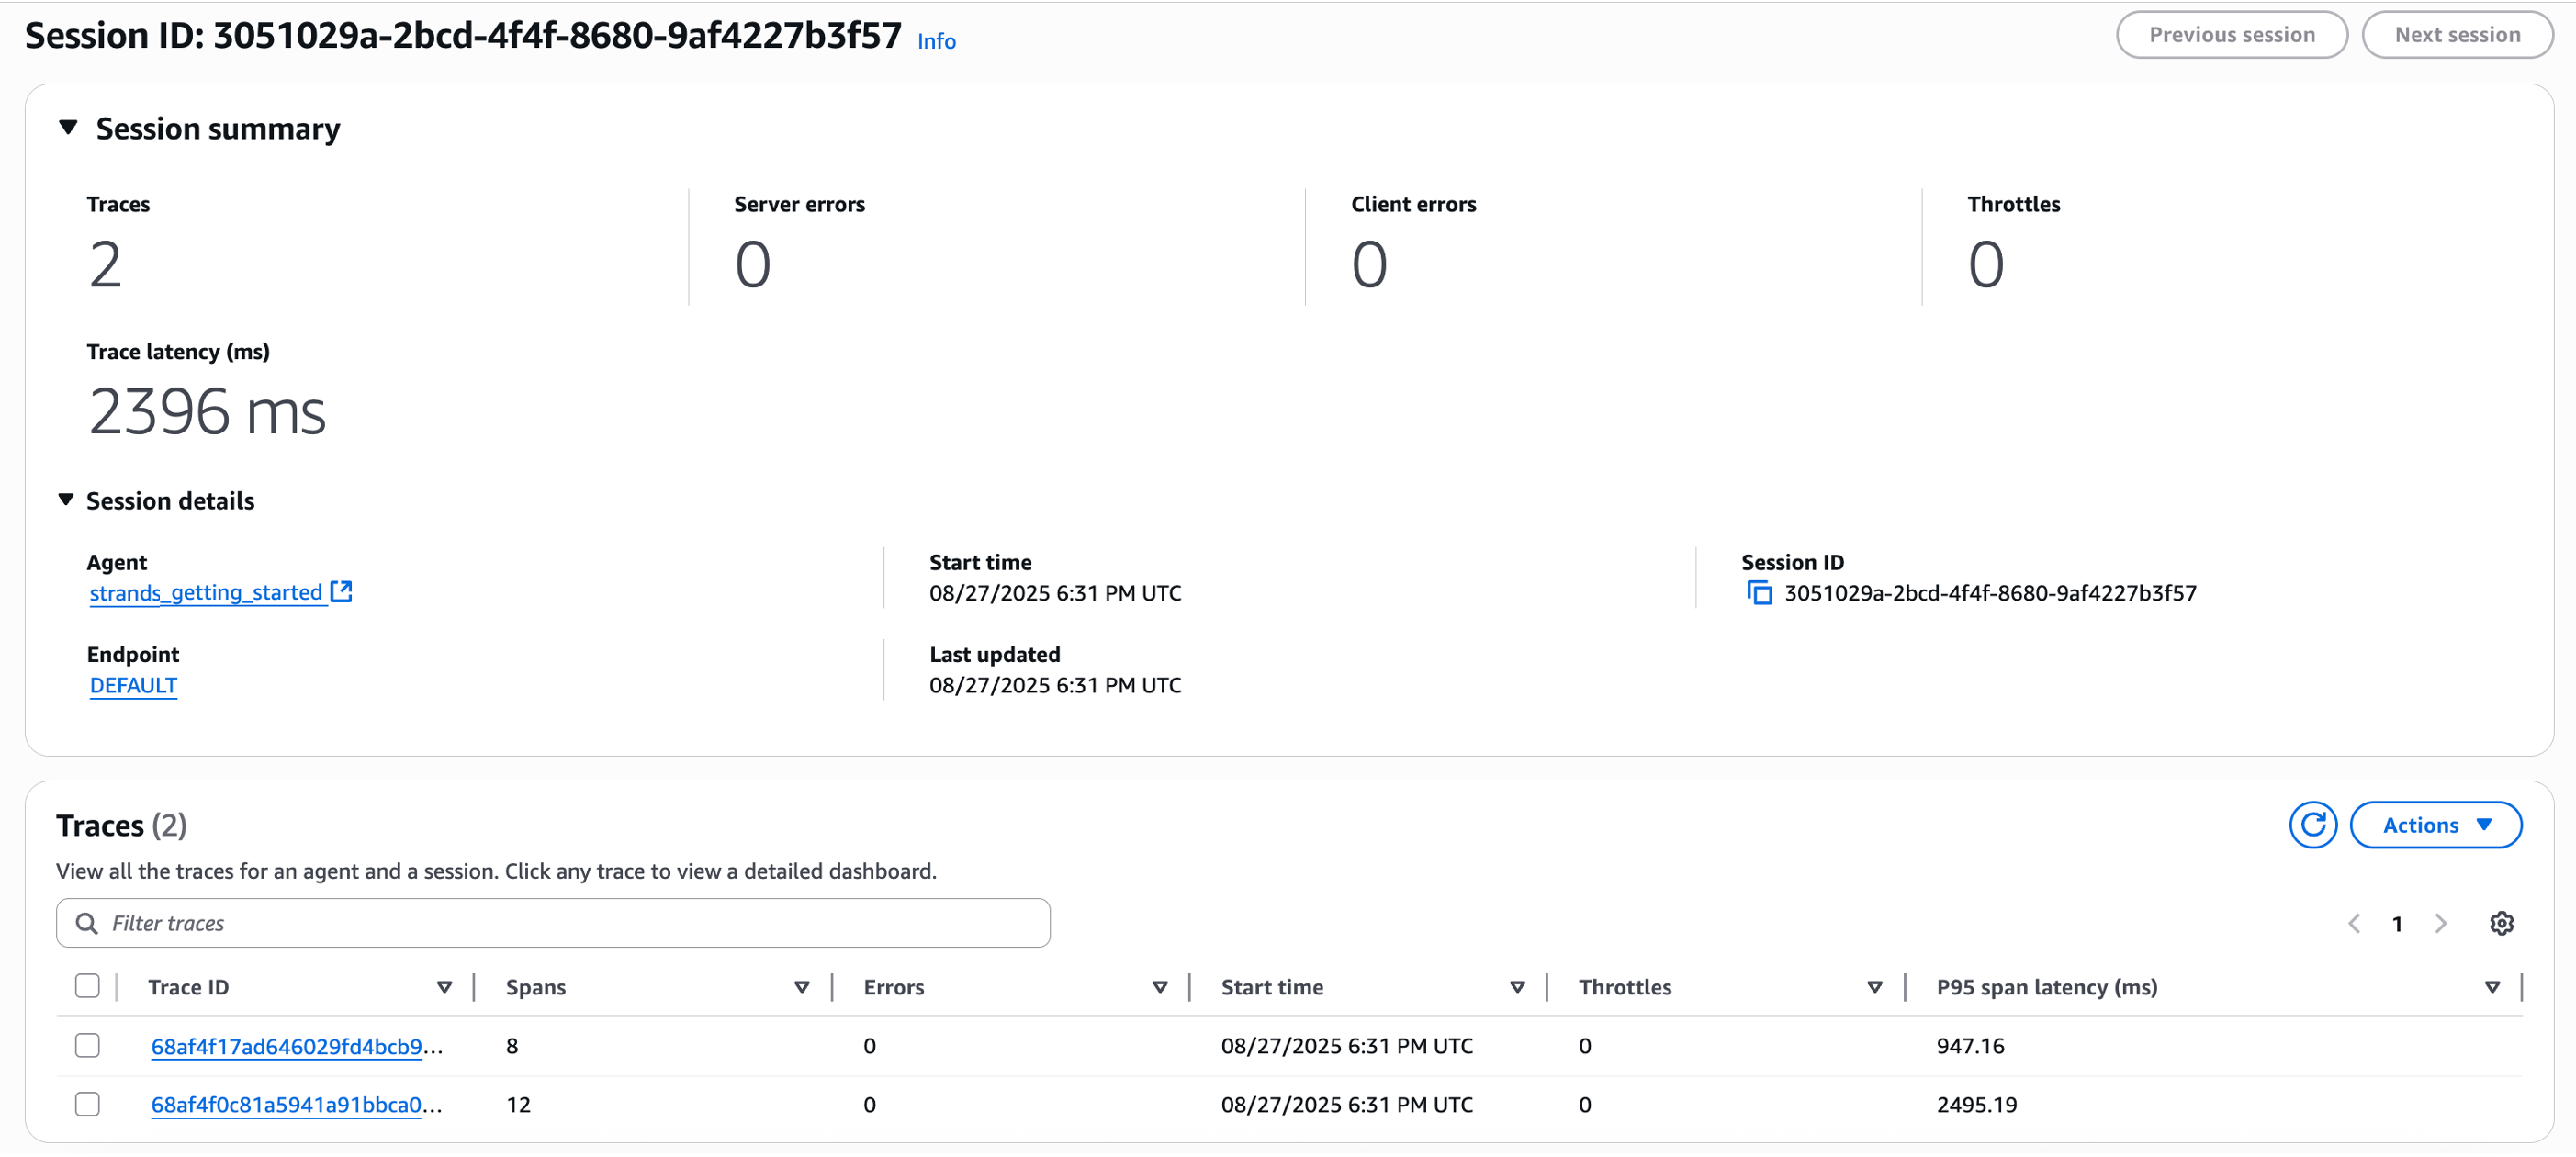 Session ID: 3051029a-2bcd-4f4f-8680-9af4227b3f57 Info
Previous session Next session
Session summary
Traces Server errors Client errors Throttles
2 0 0 0
Trace latency (ms)
2396 ms
Session details
Agent Start time Session ID
strands_getting_started 08/27/2025 6:31 PM UTC 3051029a-2bcd-4f4f-8680-9af4227b3f57
Endpoint Last updated
DEFAULT 08/27/2025 6:31 PM UTC
Traces (2)
Actions
View all the traces for an agent and a session. Click any trace to view a detailed dashboard.
Filter traces
1
Trace ID Spans Errors Start time Throttles P95 span latency (ms)
68af4f17ad646029fd4bcb9... 8 0 08/27/2025 6:31 PM UTC 0 947.16
68af4f0c81a5941a91bbca0... 12 0 08/27/2025 6:31 PM UTC 0 2495.19